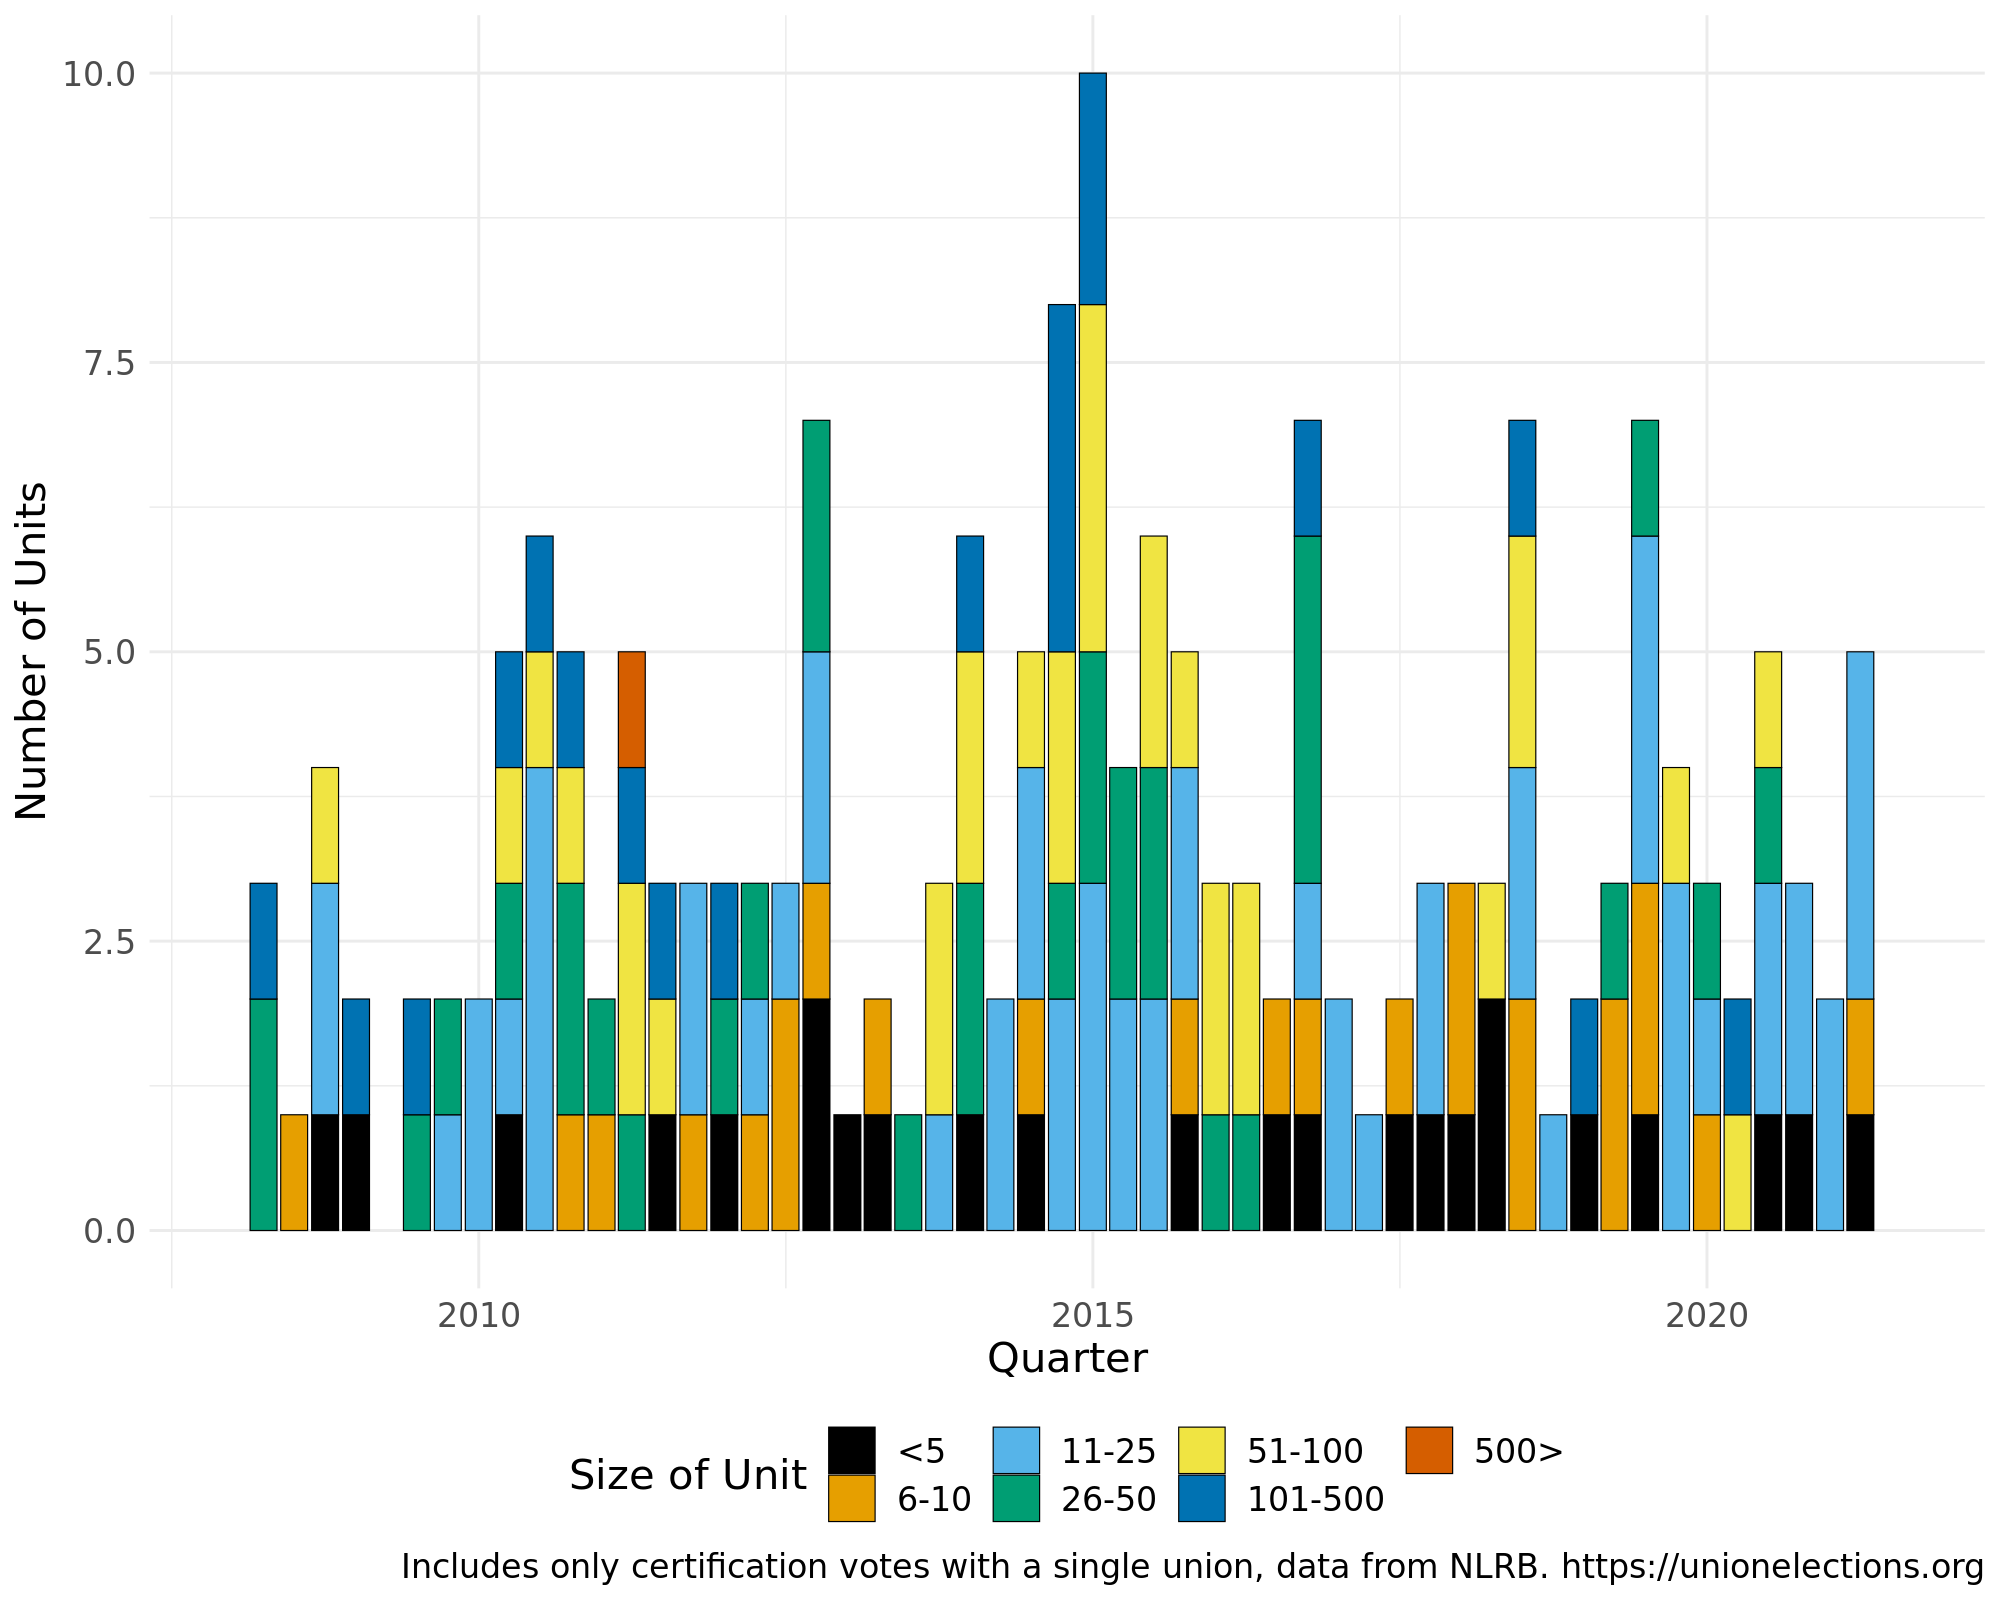 10.0
7.5
5.0
2.5
0.0
Number of Units
2010 2015 2020
Quarter
Size of Unit
<5 11-25 51-100 500>
6-10 26-50 101-500
Includes only certification votes with a single union, data from NLRB. https://unionelections.org